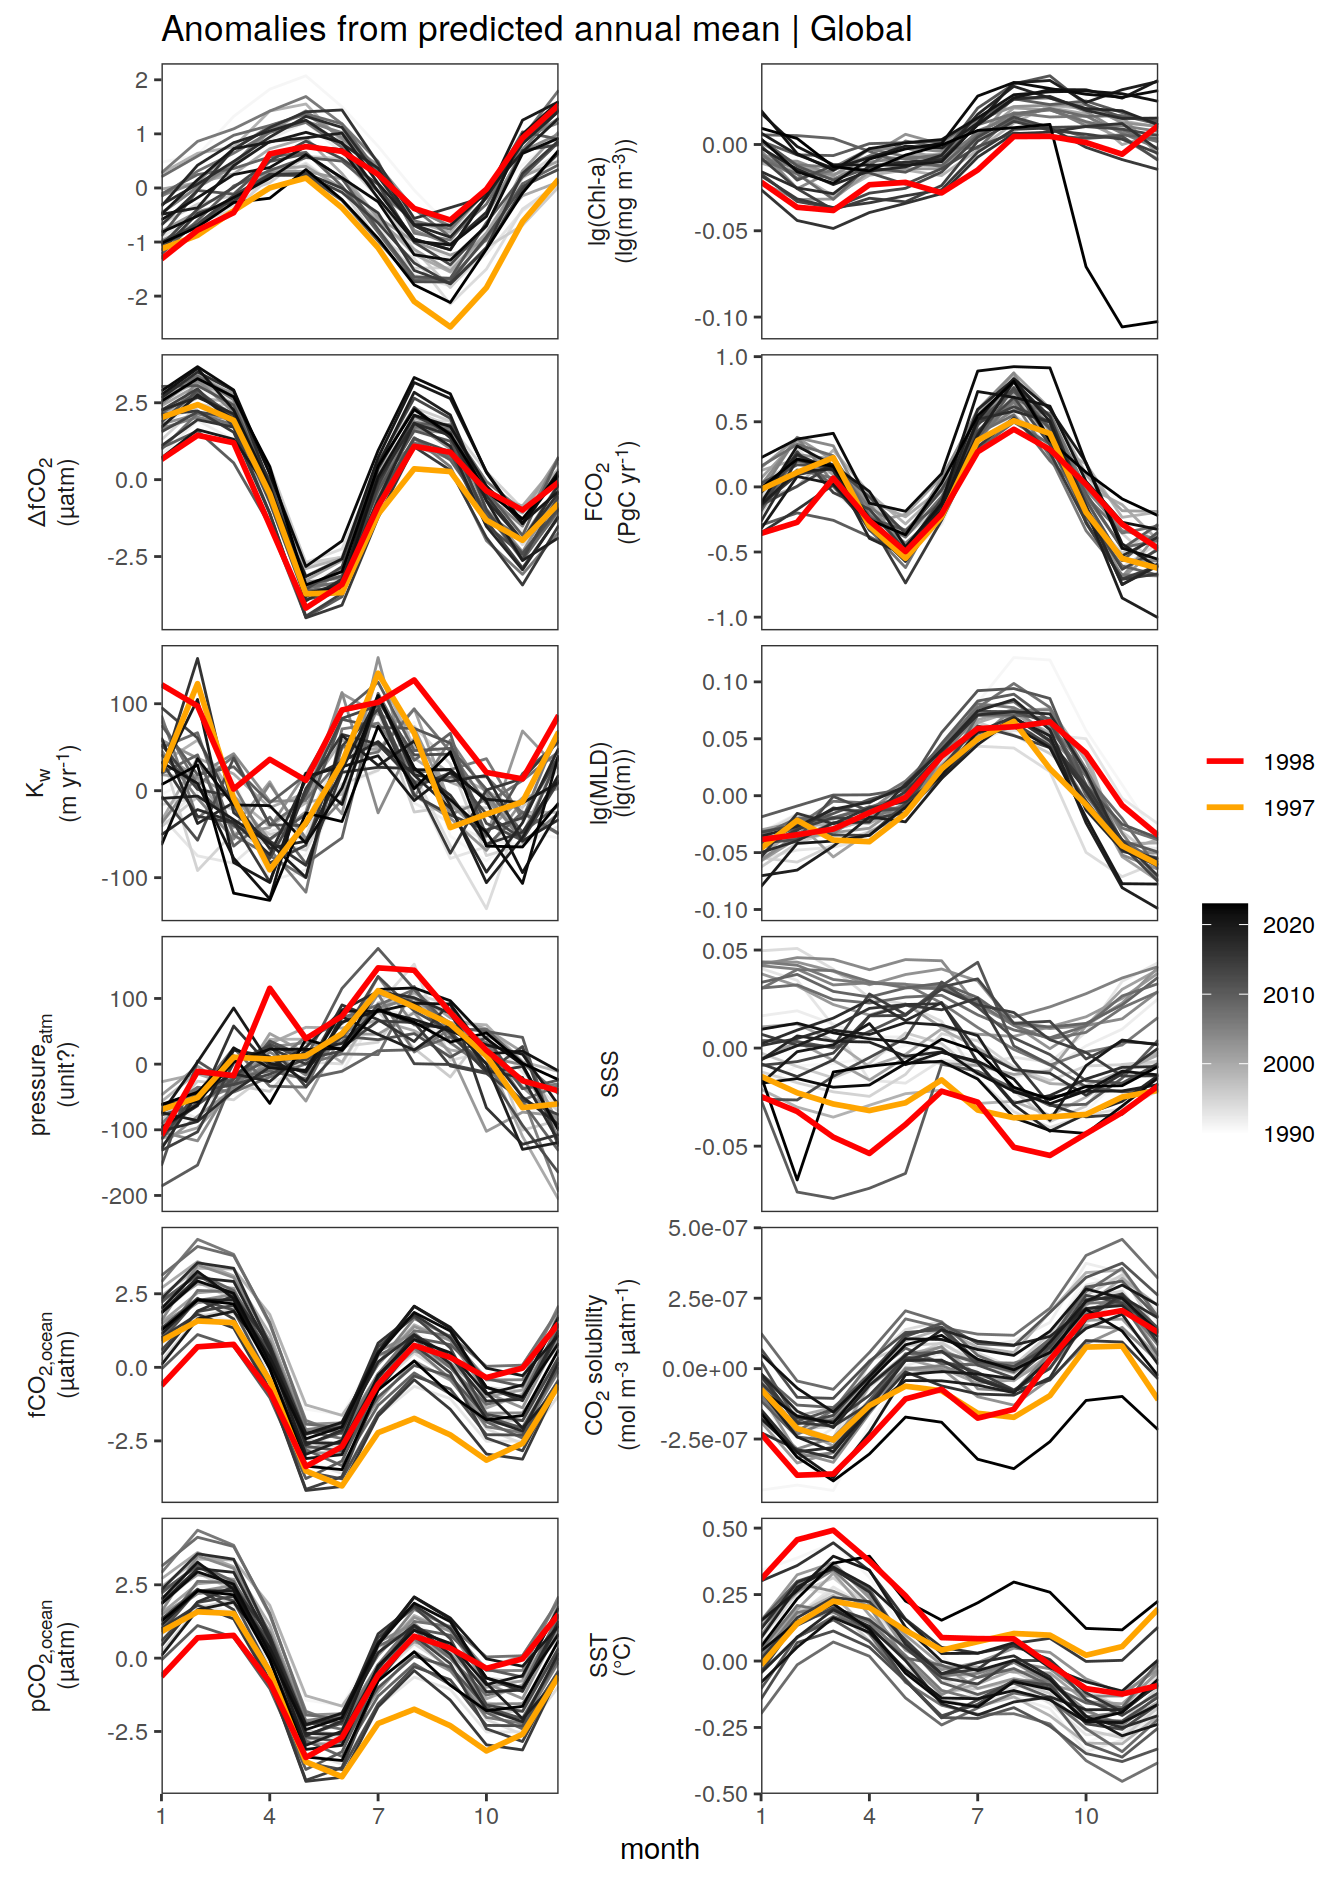 Anomalies from predicted annual mean | Global
2
1
0
-1
-2
lg(Chl-a)
(lg(mg m-3))
0.00
-0.05
-0.10
ΔfCO2
(µatm)
2.5
0.0
-2.5
FCO2
(PgC yr-1)
1.0
0.5
0.0
-0.5
-1.0
Kw
(m yr-1)
100
0
-100
lg(MLD)
(lg(m))
0.10
0.05
0.00
-0.05
-0.10
pressureatm
(unit?)
100
0
-100
-200
SSS
0.05
0.00
-0.05
fCO2,ocean
(µatm)
2.5
0.0
-2.5
CO2 solubility
(mol m-3 µatm-1)
5.0e-07
2.5e-07
0.0e+00
-2.5e-07
pCO2,ocean
(µatm)
2.5
0.0
-2.5
SST
(°C)
0.50
0.25
0.00
-0.25
-0.50
1 4 7 10
1 4 7 10
month
1998
1997
2020
2010
2000
1990